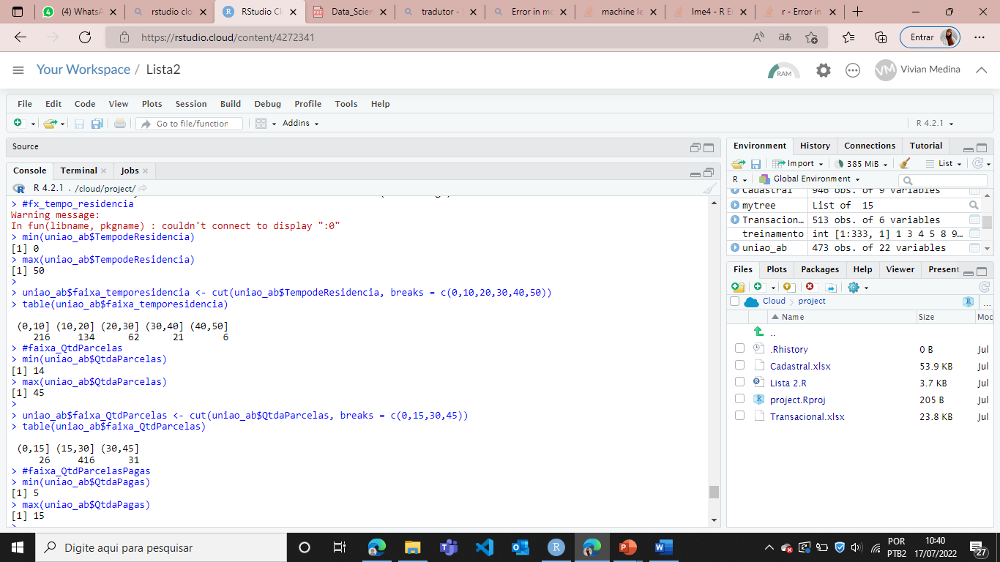 (4) WhatsA
rstudio clo
RStudio Cl
Data_Scien
tradutor -
Error in m
machine le
lme4 - R E
r - Error in
https://rstudio.cloud/content/4272341
Entrar
Your Workspace / Lista2
RAM
VM
Vivian Medina
File Edit Code View Plots Session Build Debug Profile Tools Help
Go to file/function
Addins
R 4.2.1
Source
Console Terminal Jobs
R 4.2.1 . /cloud/project/
> #fx_tempo_residencia
Warning message:
In fun(libname, pkgname) : couldn't connect to display ":0"
> min(uniao_ab$TempodeResidencia)
[1] 0
> max(uniao_ab$TempodeResidencia)
[1] 50
>
> uniao_ab$faixa_temporesidencia <- cut(uniao_ab$TempodeResidencia, breaks = c(0,10,20,30,40,50))
> table(uniao_ab$faixa_temporesidencia)
(0,10] (10,20] (20,30] (30,40] (40,50]
216 134 62 21 6
> #faixa_QtdParcelas
> min(uniao_ab$QtdaParcelas)
[1] 14
> max(uniao_ab$QtdaParcelas)
[1] 45
>
> uniao_ab$faixa_QtdParcelas <- cut(uniao_ab$QtdaParcelas, breaks = c(0,15,30,45))
> table(uniao_ab$faixa_QtdParcelas)
(0,15] (15,30] (30,45]
26 416 31
> #faixa_QtdParcelasPagas
> min(uniao_ab$QtdaPagas)
[1] 5
> max(uniao_ab$QtdaPagas)
[1] 15
Environment History Connections Tutorial
Import
385 MiB
List
R
Global Environment
Cadastral 946 obs. of 9 variables
mytree List of 15
Transacion… 513 obs. of 6 variables
treinamento int [1:333, 1] 1 3 4 5 8 9…
uniao_ab 473 obs. of 22 variables
Files Plots Packages Help Viewer Present
Cloud project
...
Name Size Moc
..
.Rhistory 0 B Jul
Cadastral.xlsx 53.9 KB Jul
Lista 2.R 3.7 KB Jul
project.Rproj 205 B Jul
Transacional.xlsx 23.8 KB Jul
Digite aqui para pesquisar
POR
PTB2
10:40
17/07/2022
27